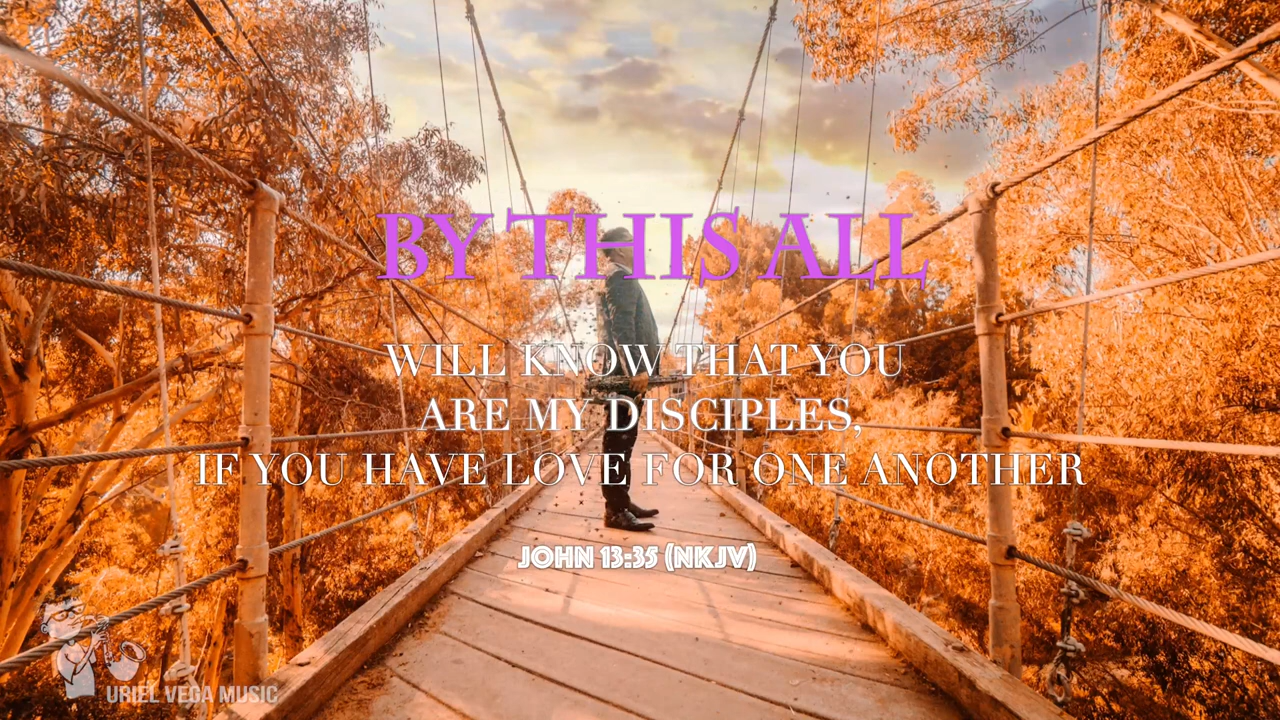 BY THIS ALL
WILL KNOW THAT YOU
ARE MY DISCIPLES,
IF YOU HAVE LOVE FOR ONE ANOTHER
JOHN 13:35 (NKJV)
URIEL VEGA MUSIC